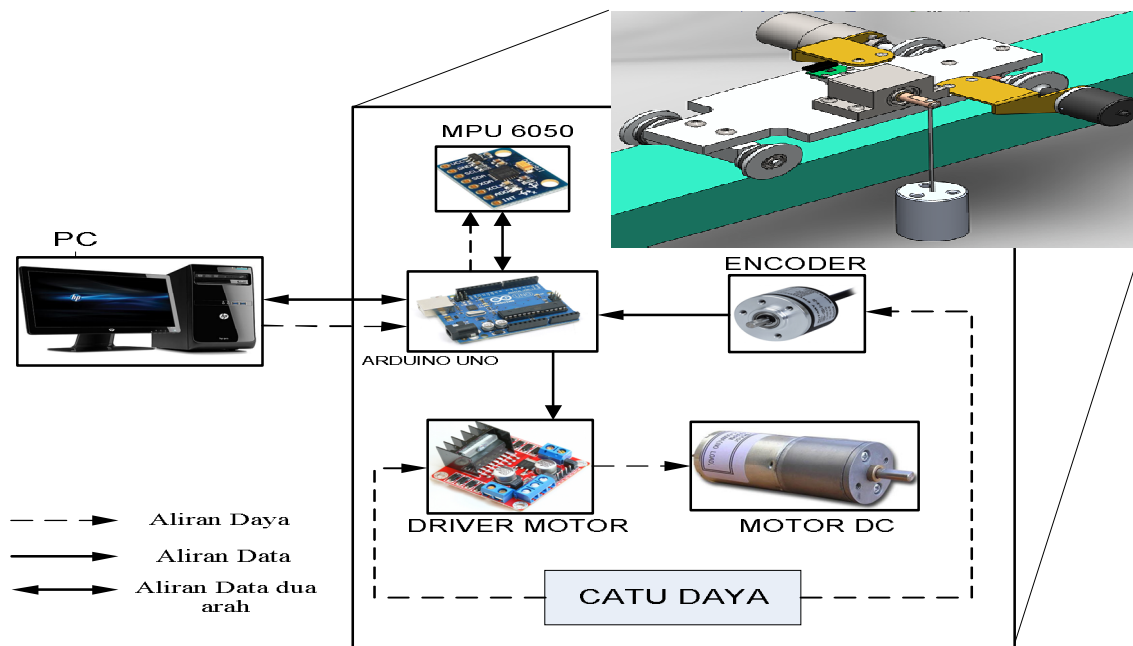 MPU 6050
PC
ENCODER
ARDUINO UNO
DRIVER MOTOR
MOTOR DC
Aliran Daya
Aliran Data
Aliran Data dua
arah
CATU DAYA